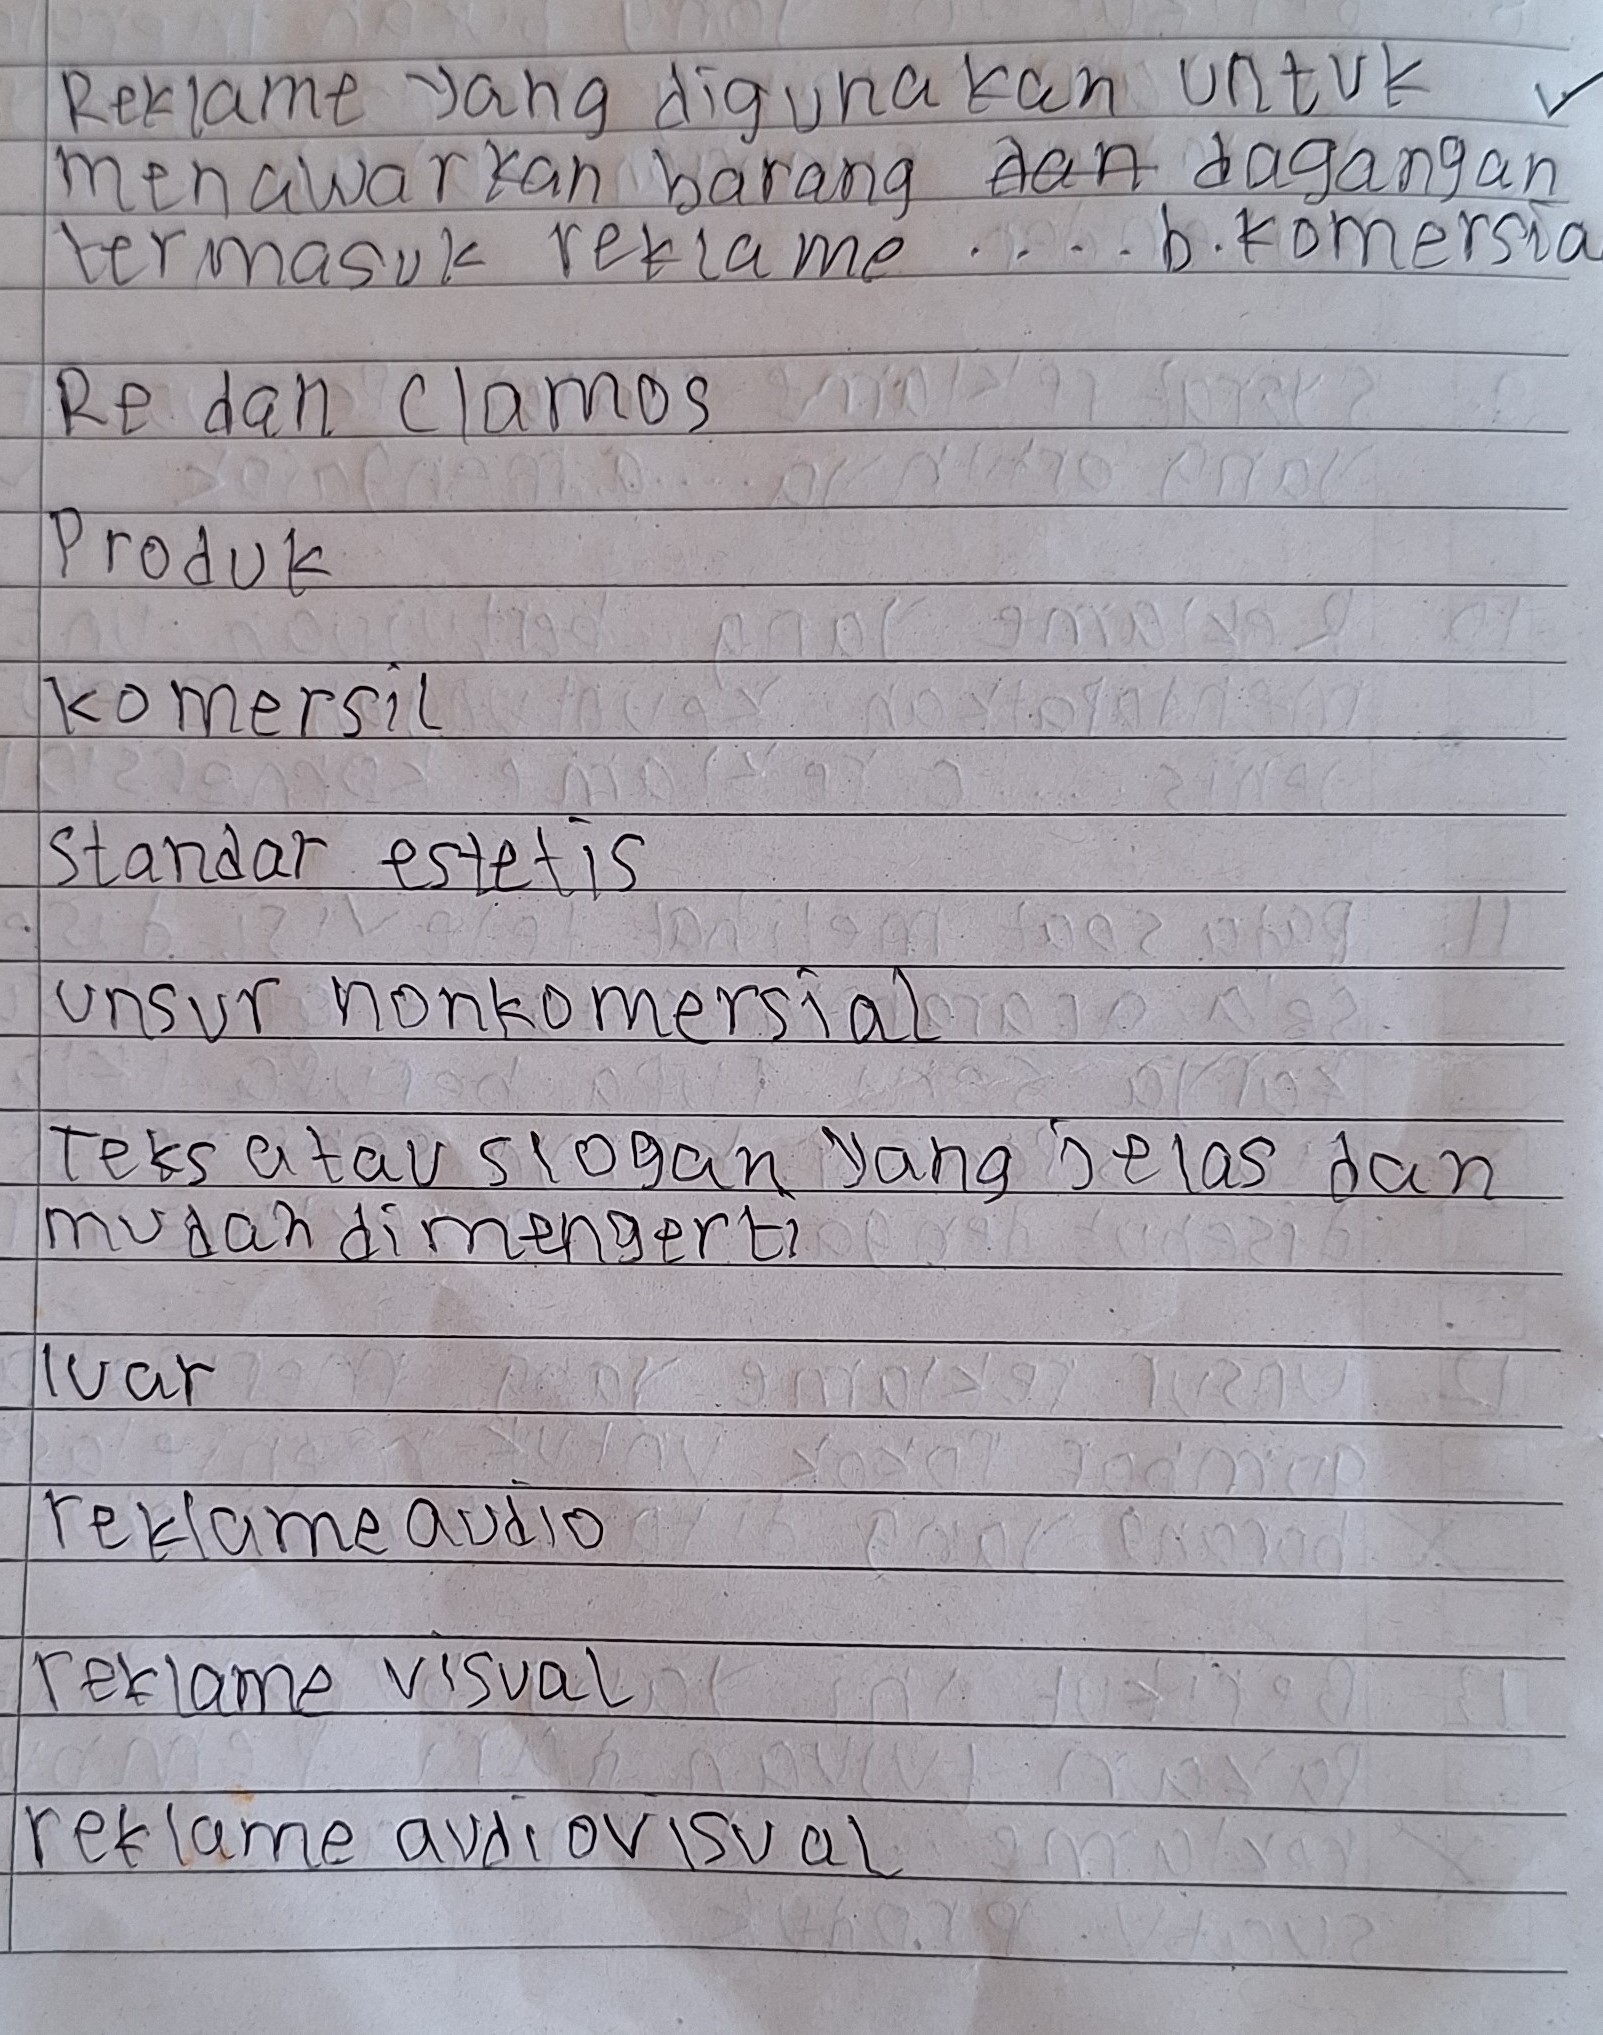 Reklame yang digunakan untuk ✓
menawarkan barang dan dagangan
termasuk reklame .... b. komersia
Re dan Clamos
Produk
komersil
standar estetis
unsur nonkomersial
Teks atau slogan yang jelas dan
mudah dimengerti
luar
reklame audio
reklame visual
reklame audiovisual